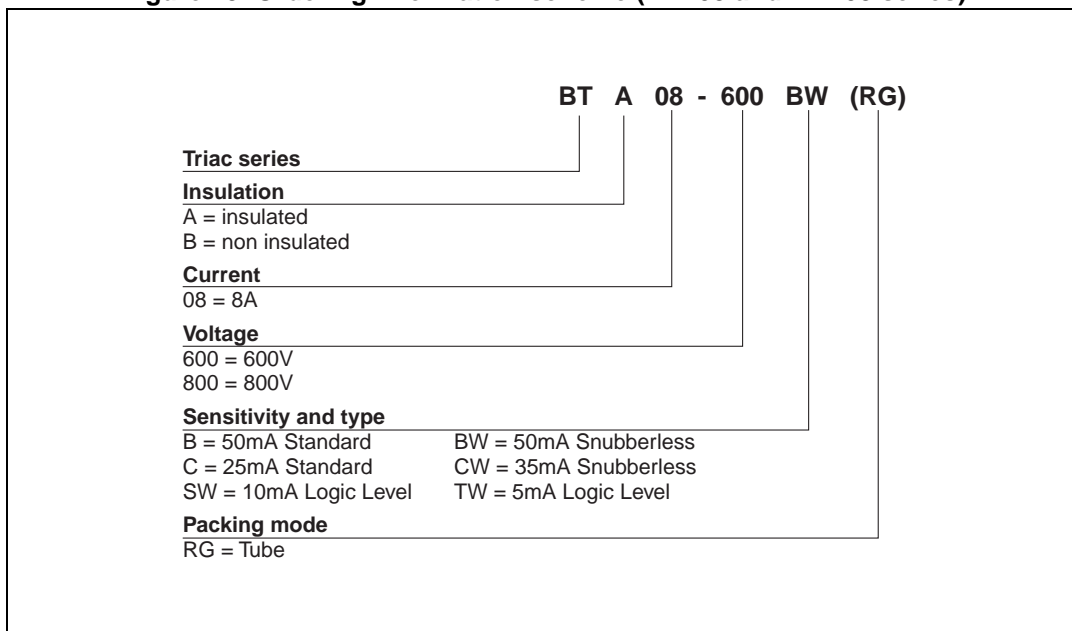 BT A 08 - 600 BW (RG)
Triac series
Insulation
A = insulated
B = non insulated
Current
08 = 8A
Voltage
600 = 600V
800 = 800V
Sensitivity and type
B = 50mA Standard BW = 50mA Snubberless
C = 25mA Standard CW = 35mA Snubberless
SW = 10mA Logic Level TW = 5mA Logic Level
Packing mode
RG = Tube